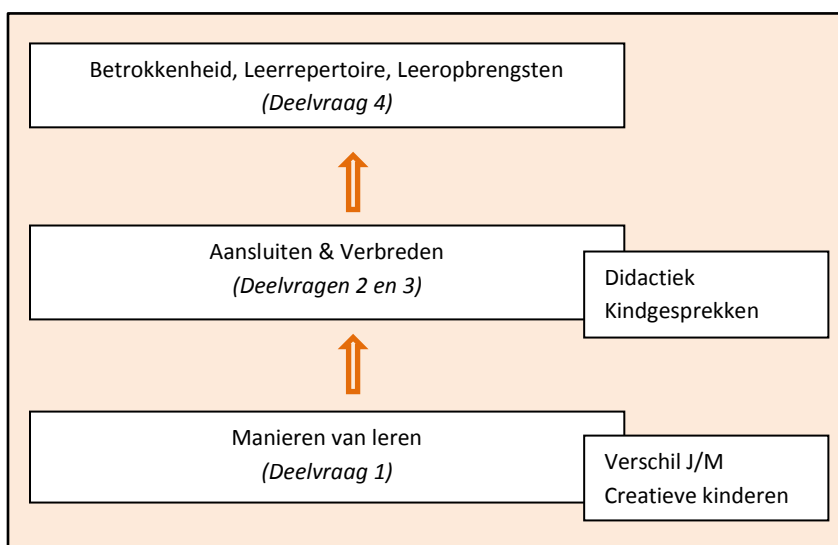 Betrokkenheid, Leerrepertoire, Leeropbrengsten
(Deelvraag 4)
Aansluiten & Verbreden
(Deelvragen 2 en 3)
Didactiek
Kindgesprekken
Manieren van leren
(Deelvraag 1)
Verschil J/M
Creatieve kinderen